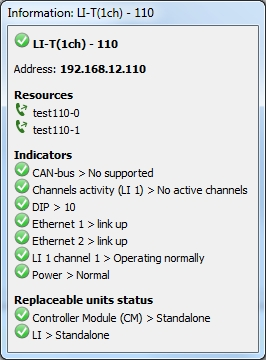 Information: LI-T(1ch) - 110
LI-T(1ch) - 110
Address: 192.168.12.110
Resources
test110-0
test110-1
Indicators
CAN-bus > No supported
Channels activity (LI 1) > No active channels
DIP > 10
Ethernet 1 > link up
Ethernet 2 > link up
LI 1 channel 1 > Operating normally
Power > Normal
Replaceable units status
Controller Module (CM) > Standalone
LI > Standalone